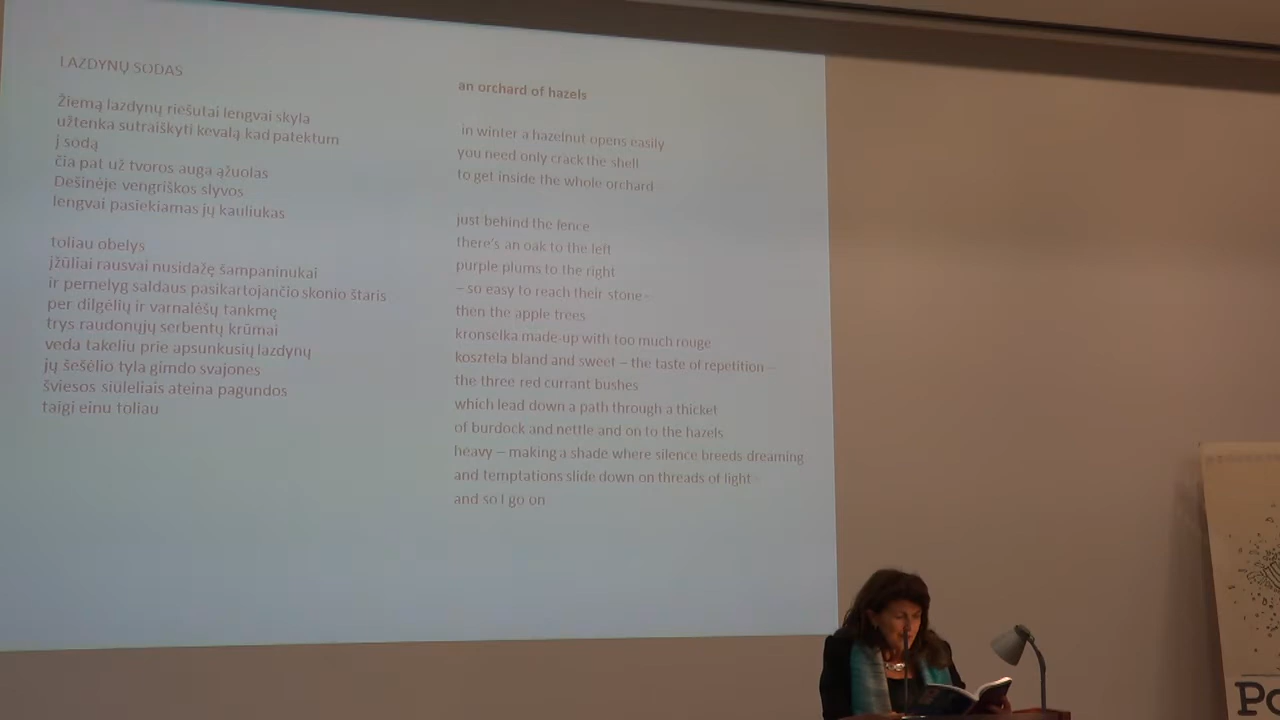 LAZDYNŲ SODAS
Žiemą lazdynų riešutai lengvai skyla
užtenka sutraiškyti kevalą kad patektum
į sodą
čia pat už tvoros auga ąžuolas
Dešinėje vengriškos slyvos
lengvai pasiekiamas jų kauliukas
toliau obelys
įžūliai rausvai nusidažę šampaninukai
ir pernelyg saldaus pasikartojančio skonio štaris
per dilgėlių ir varnalėšų tankmę
trys raudonųjų serbentų krūmai
veda takeliu prie apsunkusių lazdynų
jų šešėlio tyla gimdo svajones
šviesos siūleliais ateina pagundos
taigi einu toliau
an orchard of hazels
in winter a hazelnut opens easily
you need only crack the shell
to get inside the whole orchard
just behind the fence
there's an oak to the left
purple plums to the right
– so easy to reach their stone -
then the apple trees
kronselka made-up with too much rouge
kosztela bland and sweet – the taste of repetition –
the three red currant bushes
which lead down a path through a thicket
of burdock and nettle and on to the hazels
heavy – making a shade where silence breeds dreaming
and temptations slide down on threads of light -
and so I go on